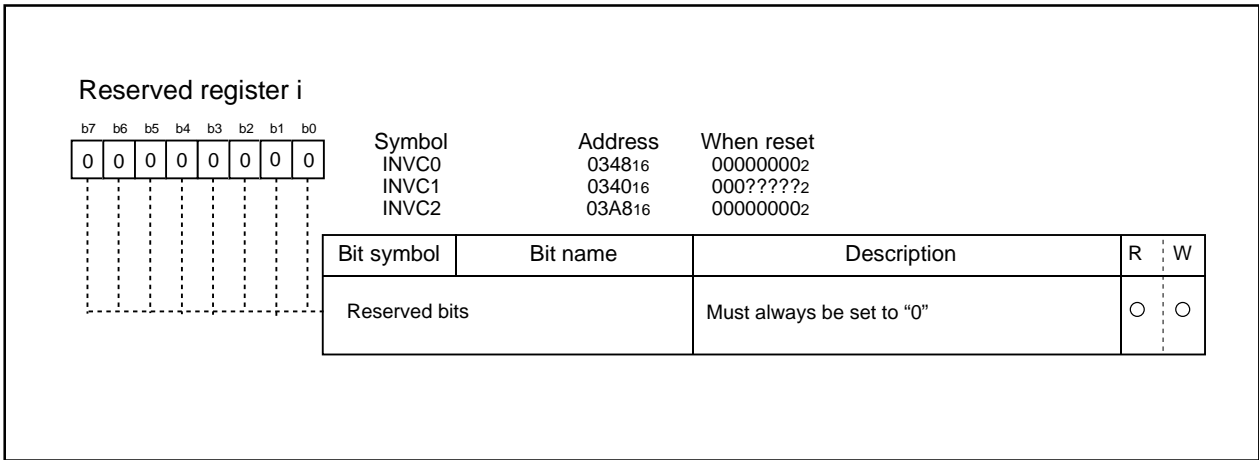 Reserved register i
b7 b6 b5 b4 b3 b2 b1 b0
0 0 0 0 0 0 0 0
Symbol Address When reset
INVC0 034816 000000002
INVC1 034016 000?????2
INVC2 03A816 000000002
Bit symbol Bit name Description R W
Reserved bits Must always be set to “0” ○ ○